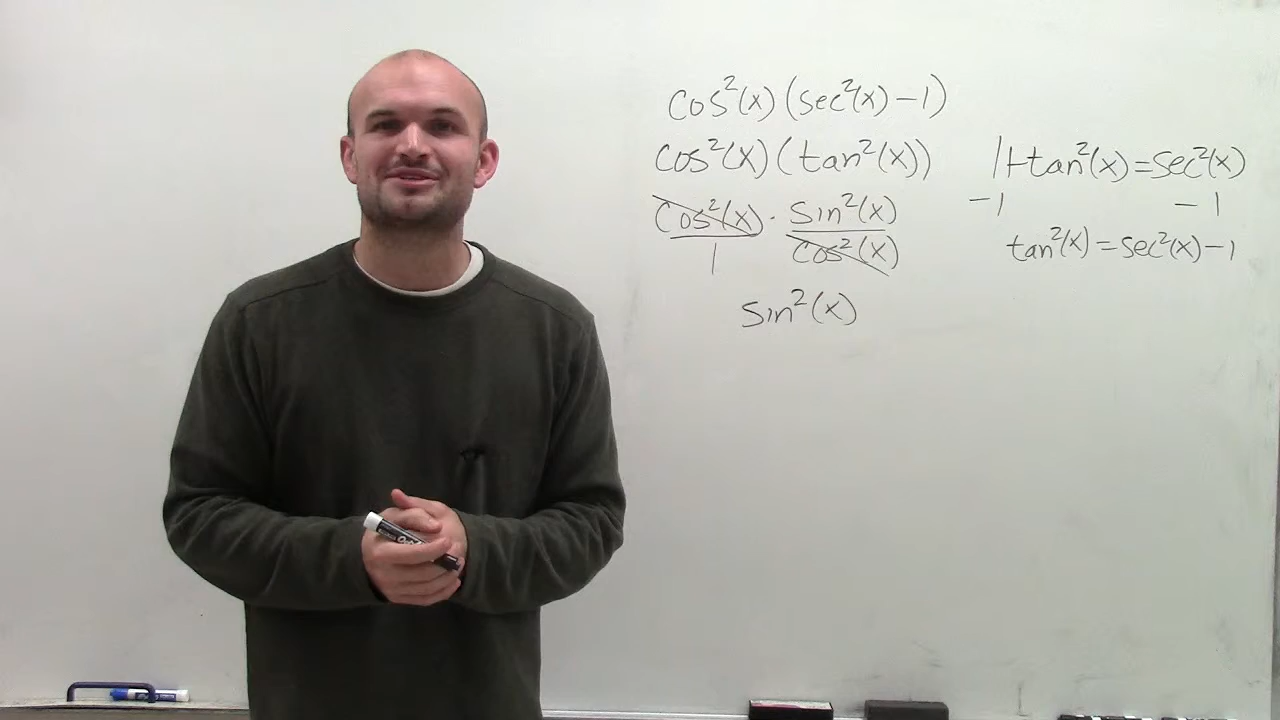 cos²(x)(sec²(x)-1)
cos²(x)(tan²(x))
cos²(x)/1 · sin²(x)/cos²(x)
sin²(x)
1+tan²(x)=sec²(x)
-1 -1
tan²(x)=sec²(x)-1